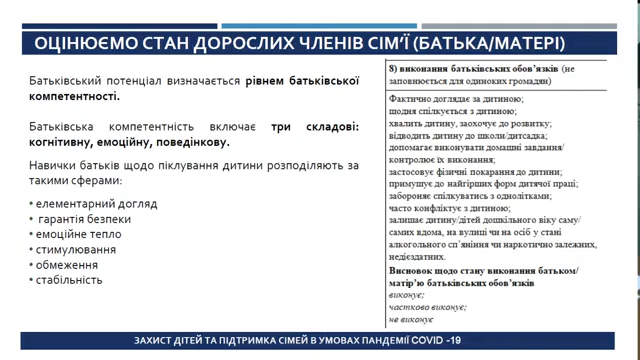 ОЦІНЮЄМО СТАН ДОРОСЛИХ ЧЛЕНІВ СІМ'Ї (БАТЬКА/МАТЕРІ)
Батьківський потенціал визначається рівнем батьківської
компетентності.
Батьківська компетентність включає три складові:
когнітивну, емоційну, поведінкову.
Навички батьків щодо піклування дитини розподіляють за
такими сферами:
• елементарний догляд
• гарантія безпеки
• емоційне тепло
• стимулювання
• обмеження
• стабільність
8) виконання батьківських обов'язків (не
заповнюється для одиноких громадян)
Фактично доглядає за дитиною;
щодня спілкується з дитиною;
хвалить дитину, заохочує до розвитку;
відводить дитину до школи/дитсадка;
допомагає виконувати домашні завдання/
контролює їх виконання;
застосовує фізичні покарання до дитини;
примушує до найгірших форм дитячої праці;
забороняє спілкуватись з однолітками;
часто конфліктує з дитиною;
залишає дитину/дітей дошкільного віку саму/
самих вдома, на вулиці чи на осіб у стані
алкогольного сп'яніння чи наркотично залежних,
недієздатних.
Висновок щодо стану виконання батьком/
матір'ю батьківських обов'язків
виконує;
частково виконує;
не виконує
ЗАХИСТ ДІТЕЙ ТА ПІДТРИМКА СІМЕЙ В УМОВАХ ПАНДЕМІЇ COVID -19